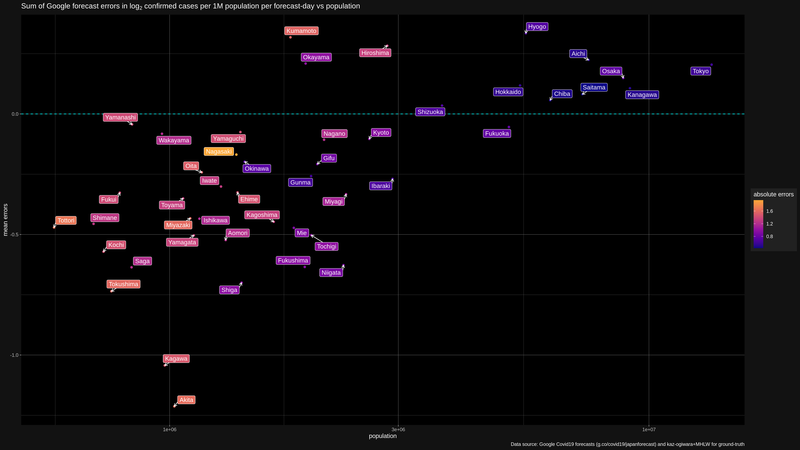 Sum of Google forecast errors in log2 confirmed cases per 1M population per forecast-day vs population
Kumamoto
Hyogo
Okayama
Hiroshima
Aichi
Osaka
Tokyo
Hokkaido
Chiba
Saitama
Kanagawa
0.0
Yamanashi
Shizuoka
Wakayama
Yamaguchi
Nagano
Kyoto
Fukuoka
Nagasaki
Gifu
Oita
Okinawa
Iwate
Gunma
Ibaraki
absolute errors
1.6
1.2
0.8
Fukui
Toyama
Ehime
Miyagi
Tottori
Shimane
Miyazaki
Ishikawa
Kagoshima
mean errors
-0.5
Kochi
Yamagata
Aomori
Mie
Tochigi
Saga
Fukushima
Niigata
Tokushima
Shiga
-1.0
Kagawa
Akita
1e+06
3e+06
1e+07
population
Data source: Google Covid19 forecasts (g.co/covid19/japanforecast) and kaz-ogiwara+MHLW for ground-truth